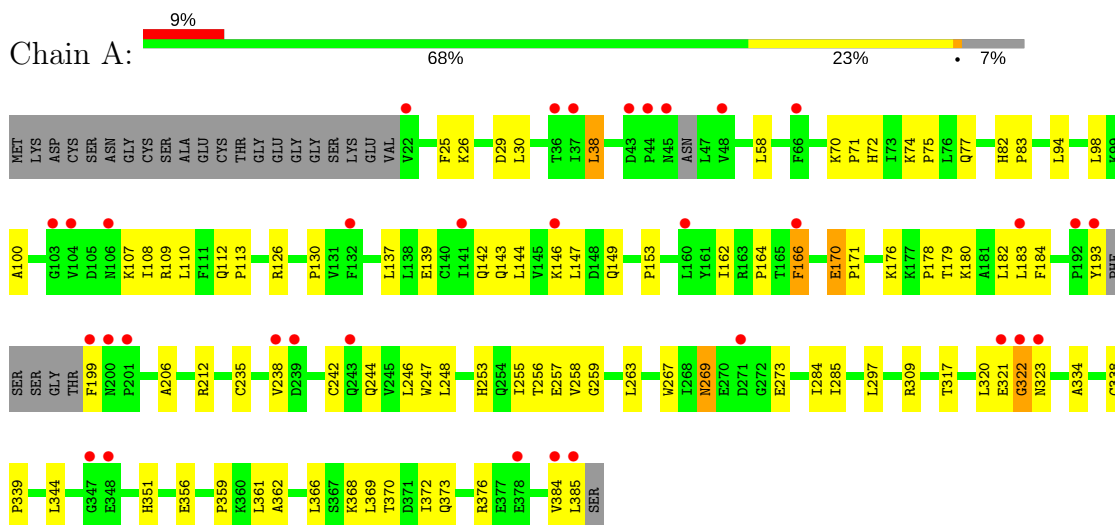 9%
Chain A:
68% 23% • 7%
MET LYS ASP CYS SER ASN GLY CYS SER ALA GLU CYS THR GLY GLU GLY GLY SER LYS GLU VAL V22 F25 K26 D29 L30 T36 I37 L38 D43 P44 N45 ASN L47 V48 L58 F66 K70 P71 H72 I73 K74 P75 L76 Q77 H82 P83 L94 L98 K99
A100 G103 V104 D105 N106 K107 I108 R109 L110 F111 Q112 P113 R126 P130 V131 F132 L137 L138 E139 C140 I141 Q142 Q143 L144 V145 K146 L147 D148 Q149 P153 L160 Y161 I162 R163 P164 T165 F166 E170 P171 K176 K177 P178 T179 K180 A181 L182 L183 F184 P192 Y193 PHE
SER SER GLY THR F199 N200 P201 A206 R212 C235 V238 D239 C242 Q243 Q244 V245 L246 W247 L248 H253 Q254 I255 T256 E257 V258 G259 L263 W267 I268 N269 E270 D271 G272 E273 I284 I285 L297 R309 T317 L320 E321 G322 N323 A334 G338
P339 L344 G347 E348 H351 E356 P359 K360 L361 A362 L366 S367 K368 L369 T370 D371 I372 Q373 R376 E377 E378 V384 L385 SER